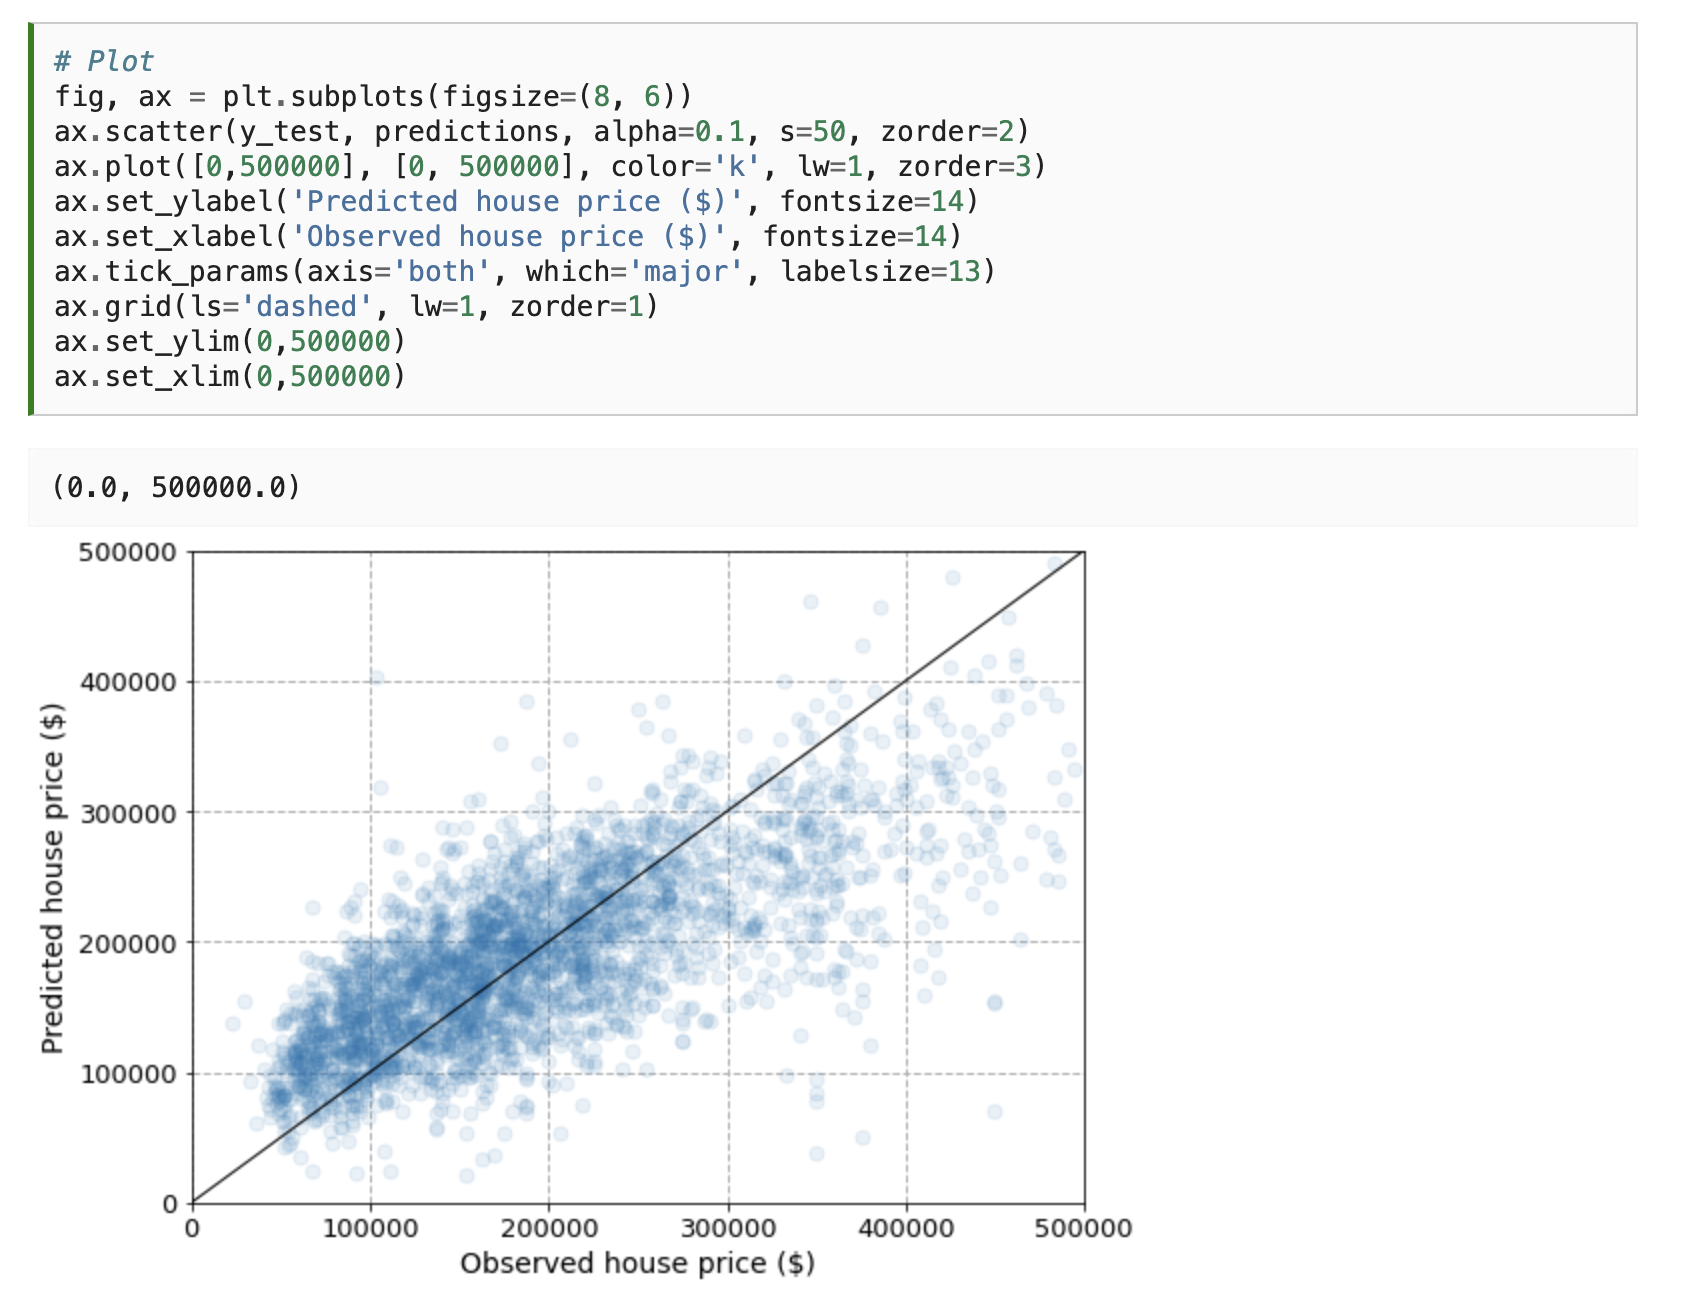 # Plot
fig, ax = plt.subplots(figsize=(8, 6))
ax.scatter(y_test, predictions, alpha=0.1, s=50, zorder=2)
ax.plot([0,500000], [0, 500000], color='k', lw=1, zorder=3)
ax.set_ylabel('Predicted house price ($)', fontsize=14)
ax.set_xlabel('Observed house price ($)', fontsize=14)
ax.tick_params(axis='both', which='major', labelsize=13)
ax.grid(ls='dashed', lw=1, zorder=1)
ax.set_ylim(0,500000)
ax.set_xlim(0,500000)
(0.0, 500000.0)
Predicted house price ($)
500000
400000
300000
200000
100000
0
0 100000 200000 300000 400000 500000
Observed house price ($)